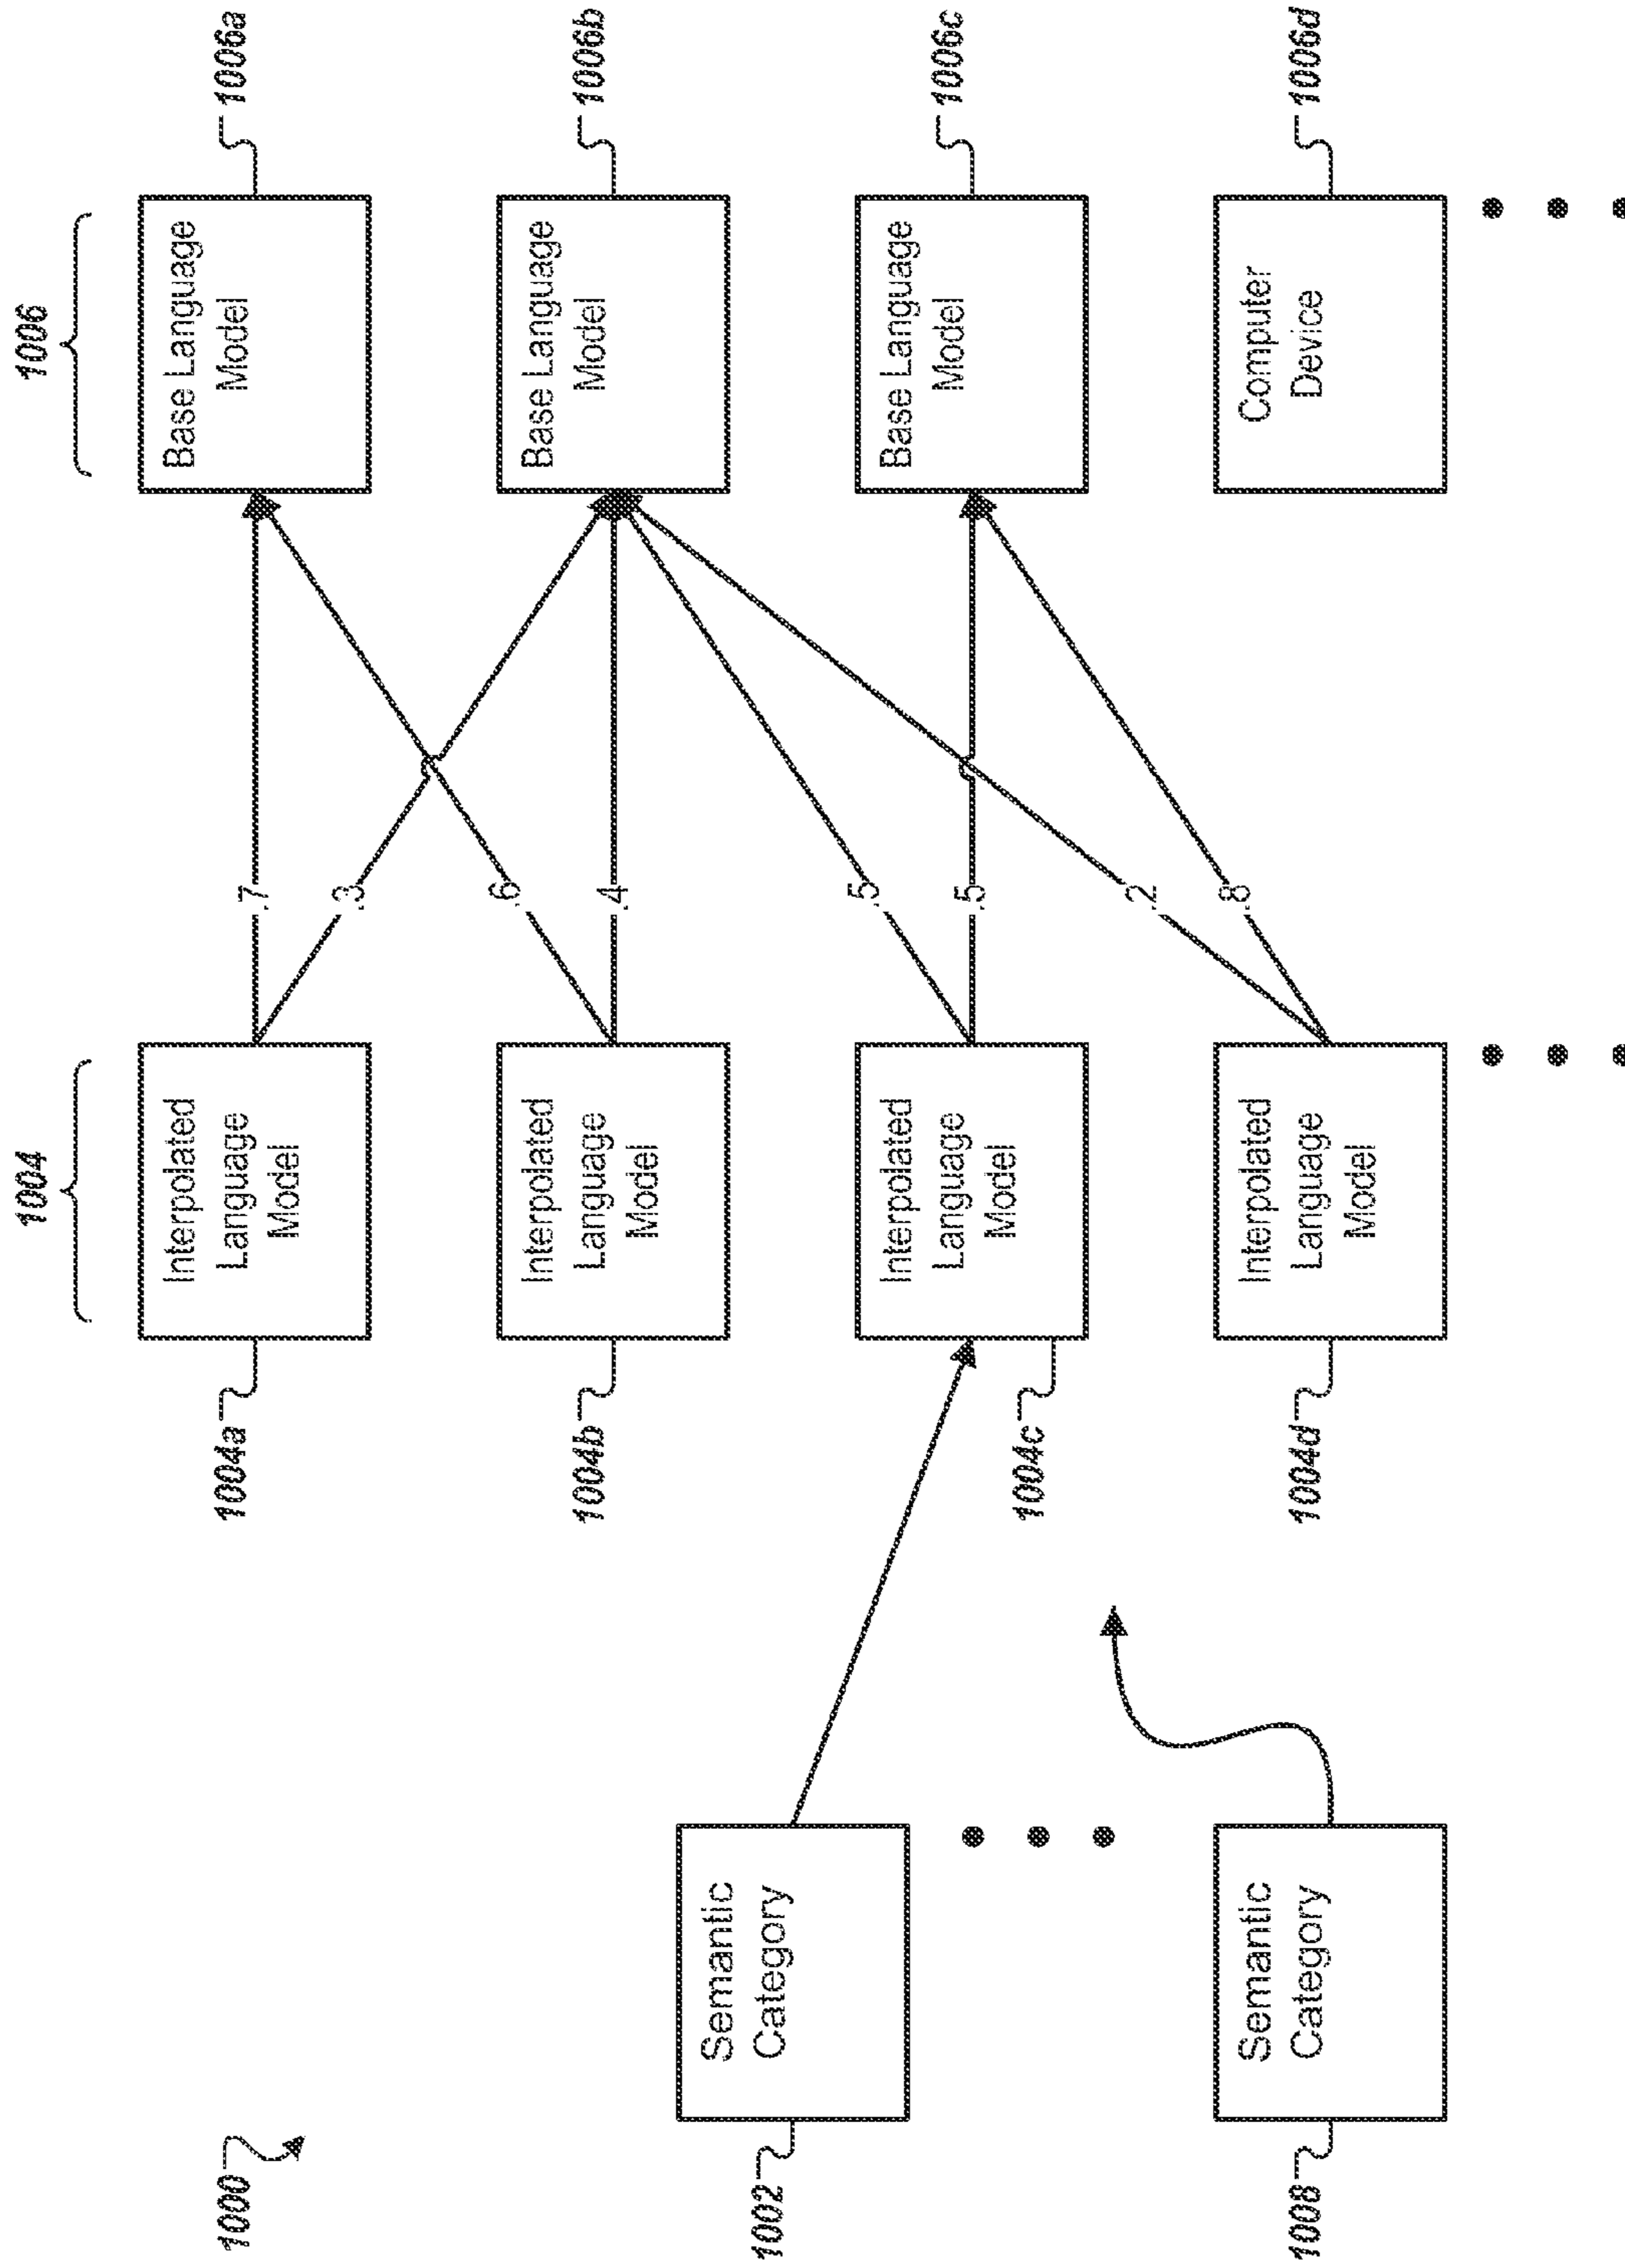 1000
1004
1006
1004a
Interpolated
Language
Model
.7
.3
Base Language
Model
1006a
1004b
Interpolated
Language
Model
.6
.4
Base Language
Model
1006b
1002
Semantic
Category
1004c
Interpolated
Language
Model
.5
.5
Base Language
Model
1006c
1008
Semantic
Category
1004d
Interpolated
Language
Model
.2
.8
Computer
Device
1006d